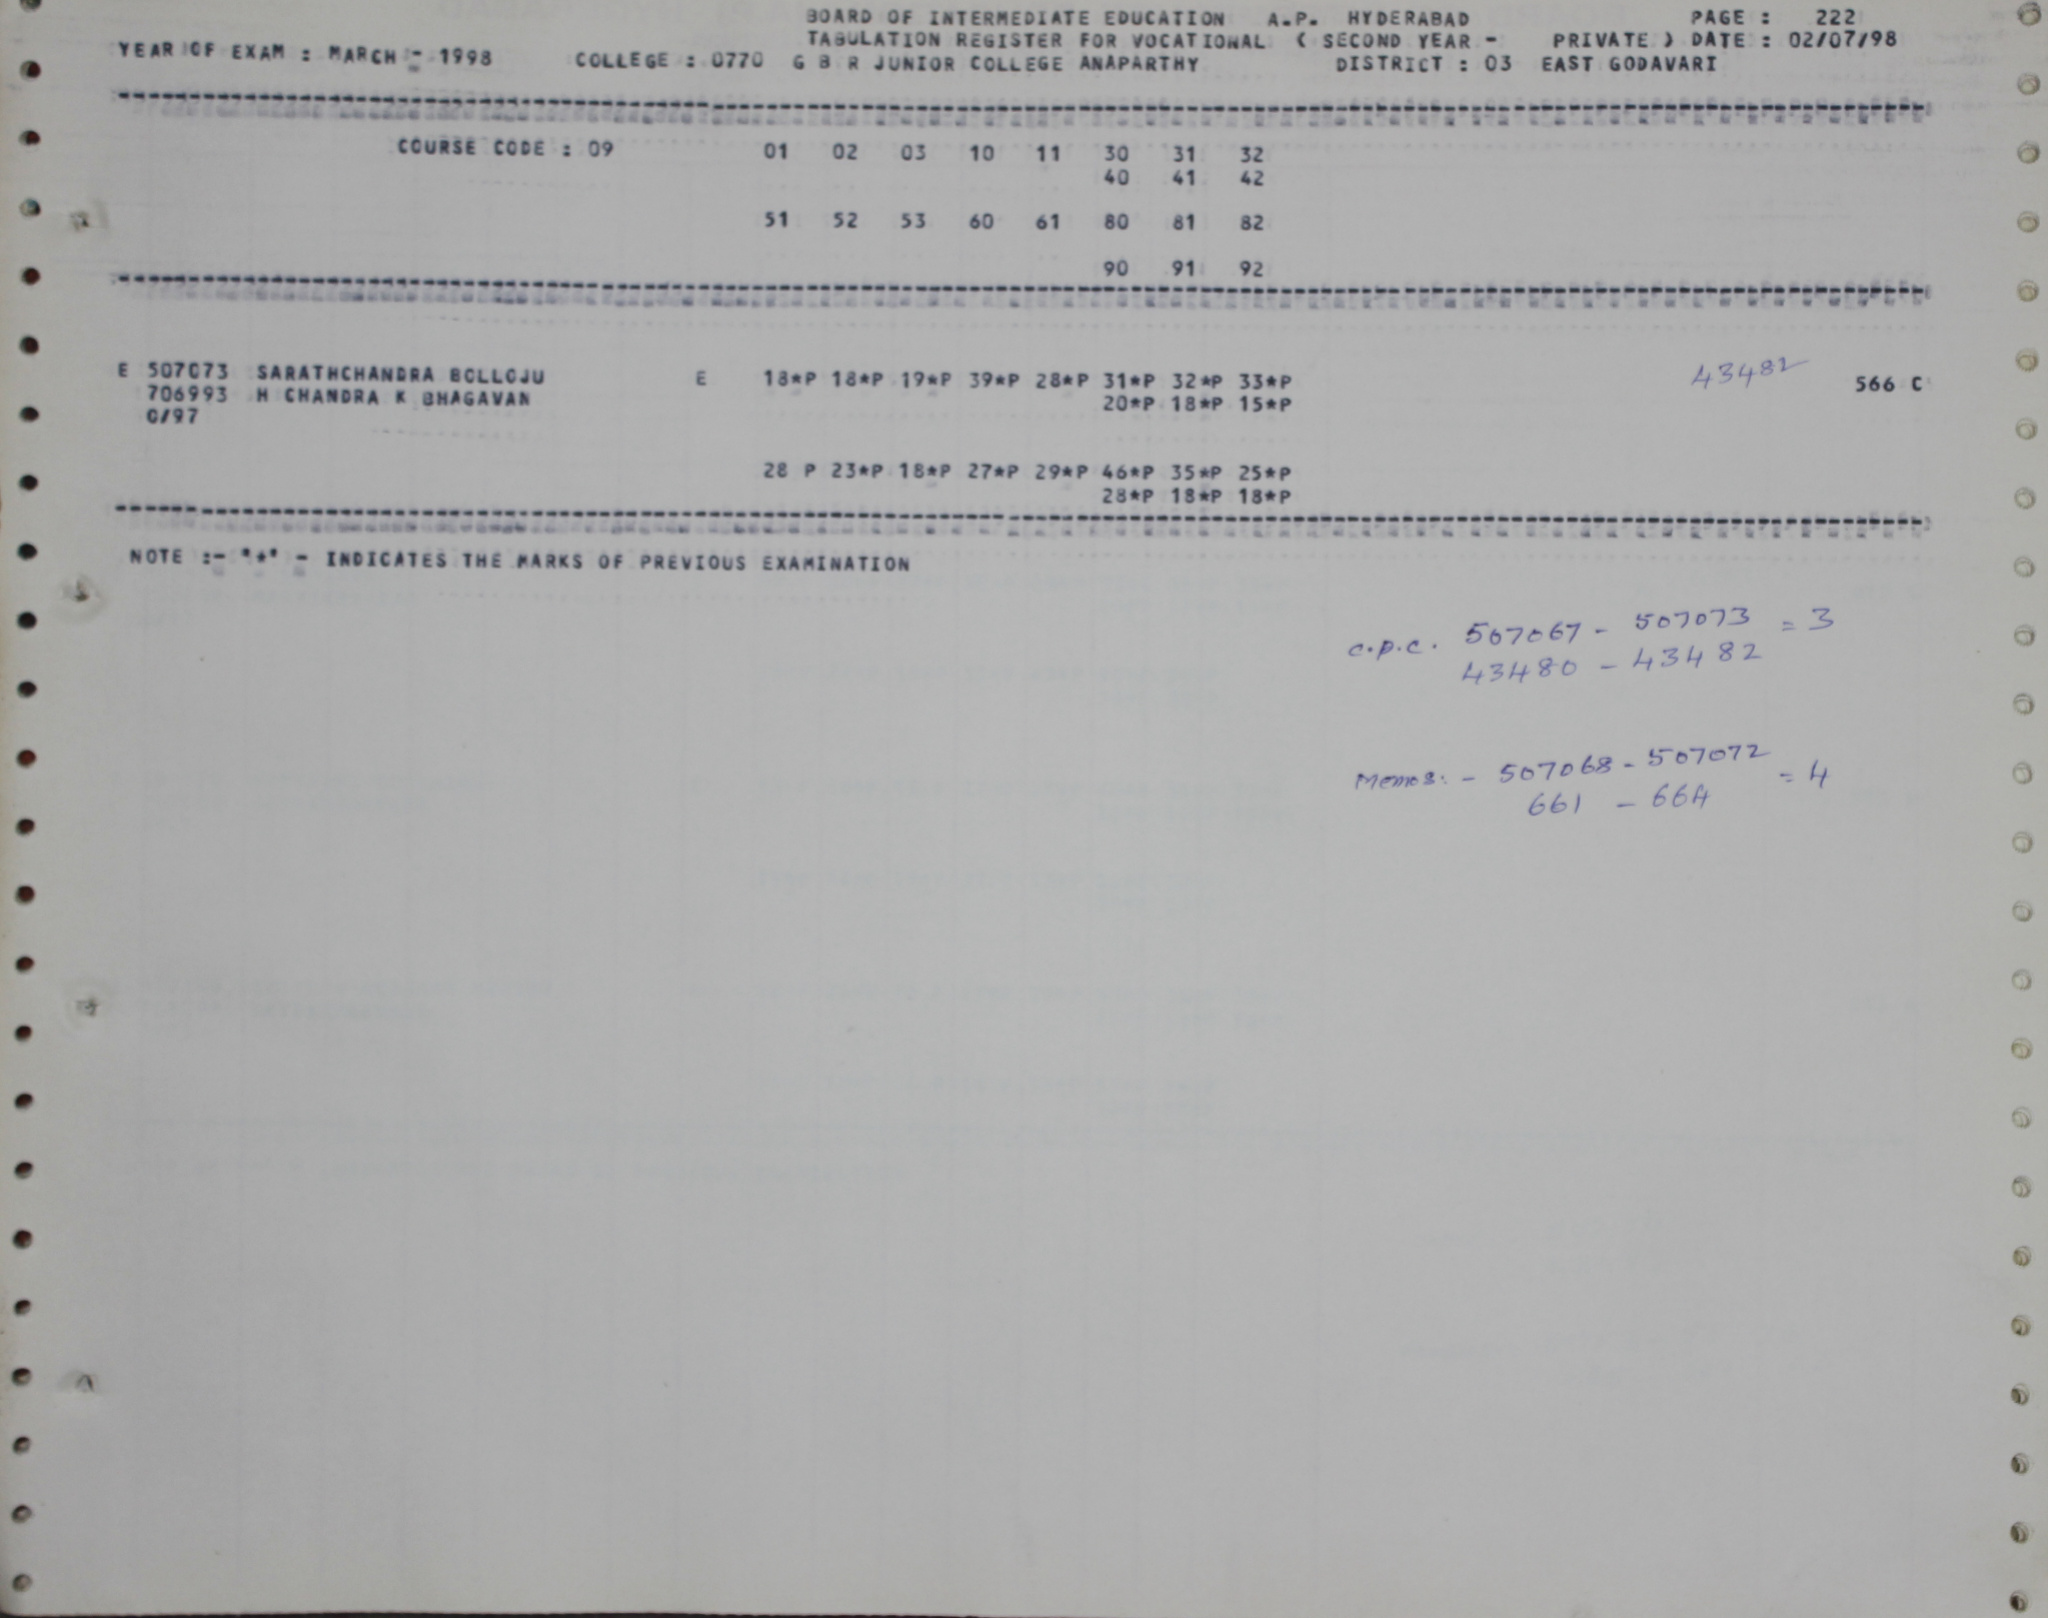 BOARD OF INTERMEDIATE EDUCATION A.P. HYDERABAD PAGE : 222
TABULATION REGISTER FOR VOCATIONAL ( SECOND YEAR - PRIVATE ) DATE : 02/07/98
YEAR OF EXAM : MARCH - 1998 COLLEGE : 0770 G B R JUNIOR COLLEGE ANAPARTHY DISTRICT : 03 EAST GODAVARI
COURSE CODE : 09 01 02 03 10 11 30 31 32
40 41 42
51 52 53 60 61 80 81 82
90 91 92
E 507073 SARATHCHANDRA BOLLOJU E 18*P 18*P 19*P 39*P 28*P 31*P 32*P 33*P 43482 566 C
706993 H CHANDRA K BHAGAVAN 20*P 18*P 15*P
O/97
28 P 23*P 18*P 27*P 29*P 46*P 35*P 25*P
28*P 18*P 18*P
NOTE :- "*" - INDICATES THE MARKS OF PREVIOUS EXAMINATION
C.P.C. 507067 - 507073 = 3
43480 - 43482
Memos: - 507068 - 507072 = 4
661 - 664